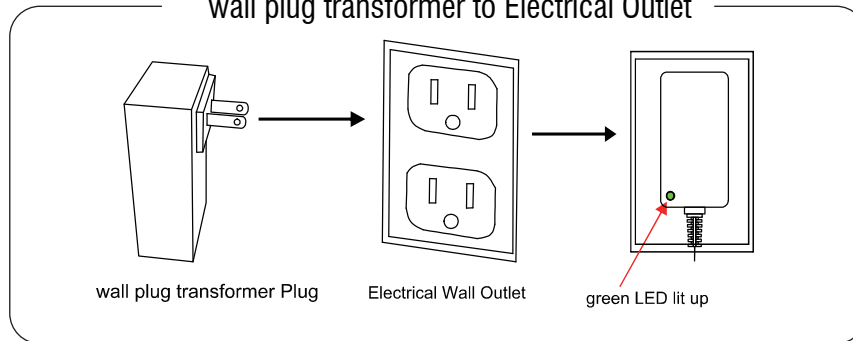 wall plug transformer to Electrical Outlet
wall plug transformer Plug
Electrical Wall Outlet
green LED lit up